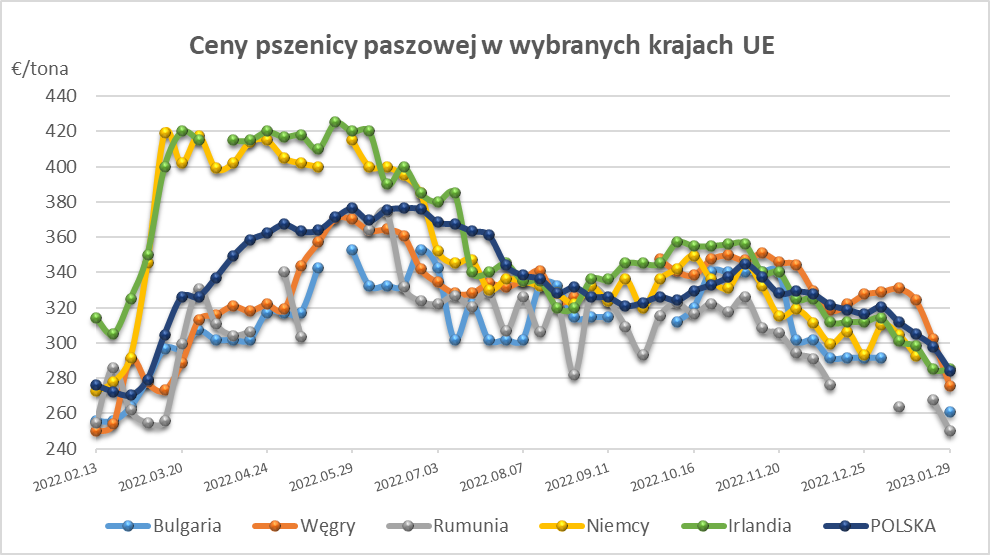 Ceny pszenicy paszowej w wybranych krajach UE
€/tona
440
420
400
380
360
340
320
300
280
260
240
2022.02.13 2022.03.20 2022.04.24 2022.05.29 2022.07.03 2022.08.07 2022.09.11 2022.10.16 2022.11.20 2022.12.25 2023.01.29
Bulgaria Węgry Rumunia Niemcy Irlandia POLSKA